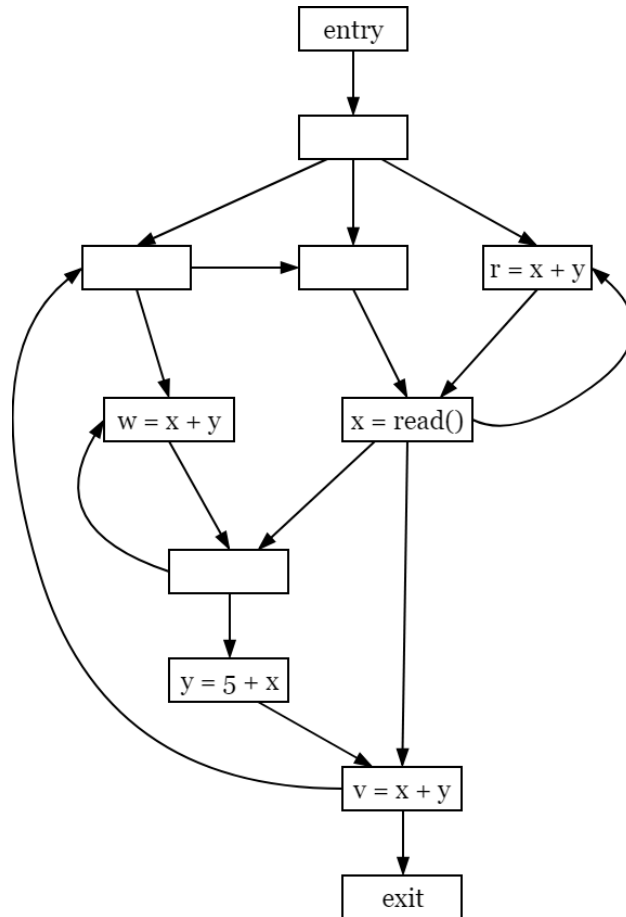 entry
r = x + y
w = x + y
x = read()
y = 5 + x
v = x + y
exit